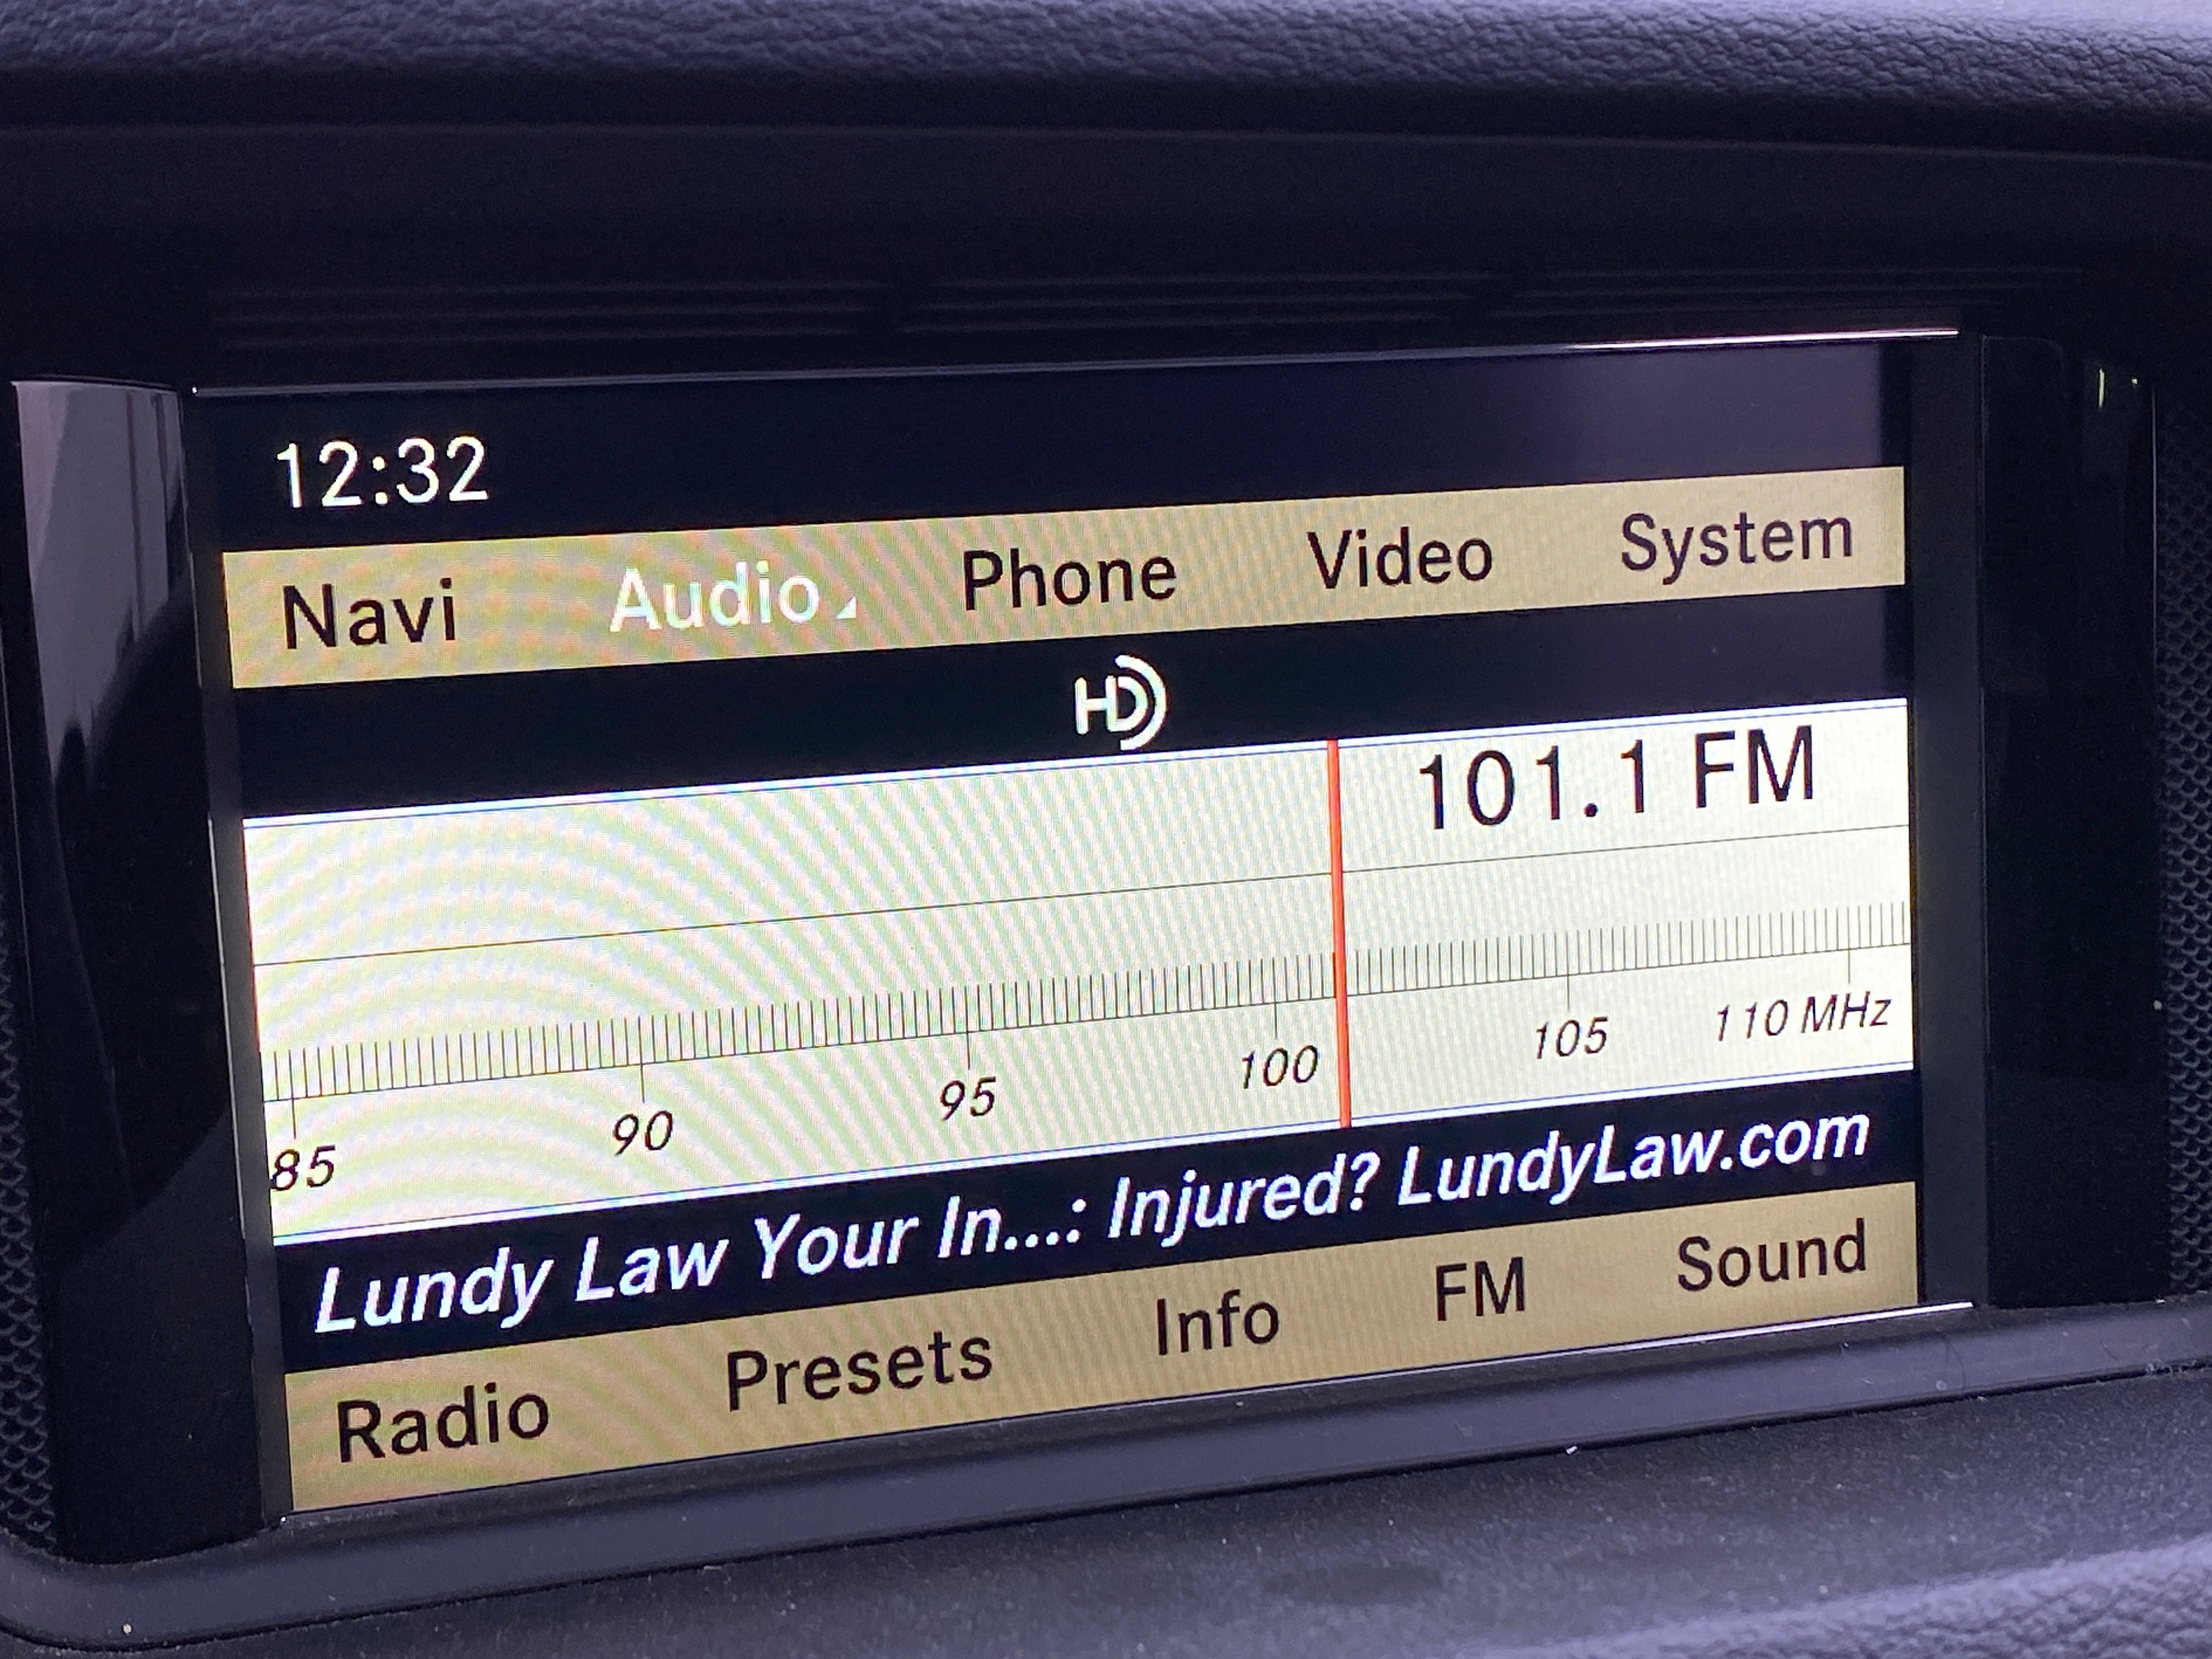 12:32
Navi Audio Phone Video System
HD
101.1 FM
85 90 95 100 105 110 MHz
Lundy Law Your In...: Injured? LundyLaw.com
Radio Presets Info FM Sound